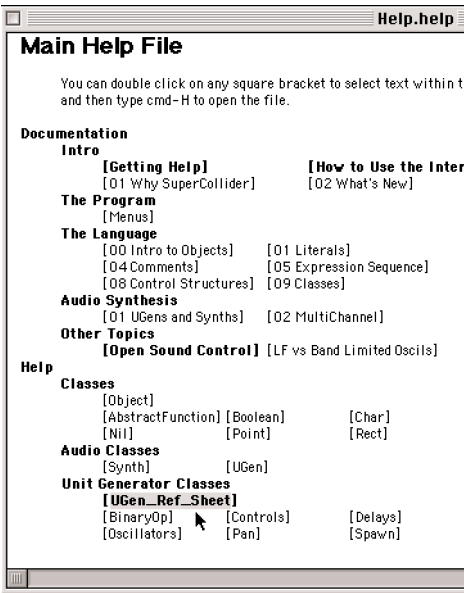 Help.help
Main Help File
You can double click on any square bracket to select text within t
and then type cmd-H to open the file.
Documentation
Intro
[Getting Help] [How to Use the Inter
[01 Why SuperCollider] [02 What's New]
The Program
[Menus]
The Language
[00 Intro to Objects] [01 Literals]
[04 Comments] [05 Expression Sequence]
[08 Control Structures] [09 Classes]
Audio Synthesis
[01 UGens and Synths] [02 MultiChannel]
Other Topics
[Open Sound Control] [LF vs Band Limited Oscils]
Help
Classes
[Object]
[AbstractFunction] [Boolean] [Char]
[Nil] [Point] [Rect]
Audio Classes
[Synth] [UGen]
Unit Generator Classes
[UGen_Ref_Sheet]
[BinaryOp] [Controls] [Delays]
[Oscillators] [Pan] [Spawn]